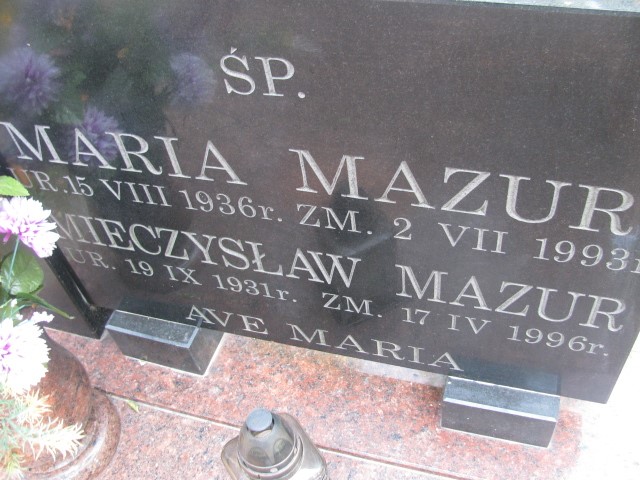 ŚP.
MARIA MAZUR
UR. 15 VIII 1936r. ZM. 2 VII 1993r
MIECZYSŁAW MAZUR
UR. 19 IX 1931r. ZM. 17 IV 1996r.
AVE MARIA